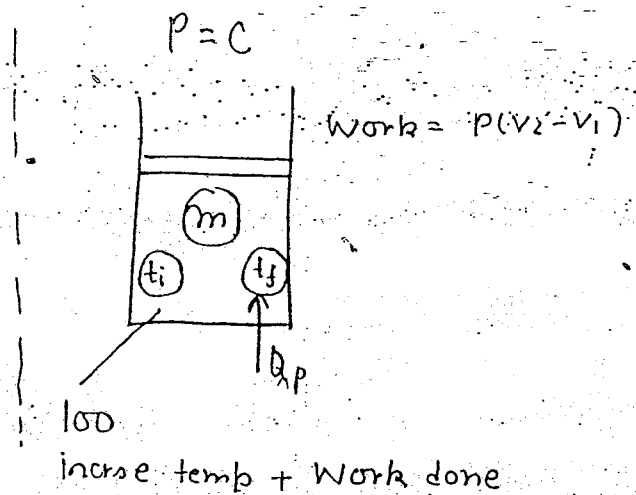 P = C
Work = P(V₂-V₁)
m
ti
tf
Qp
100
incrse temp + Work done